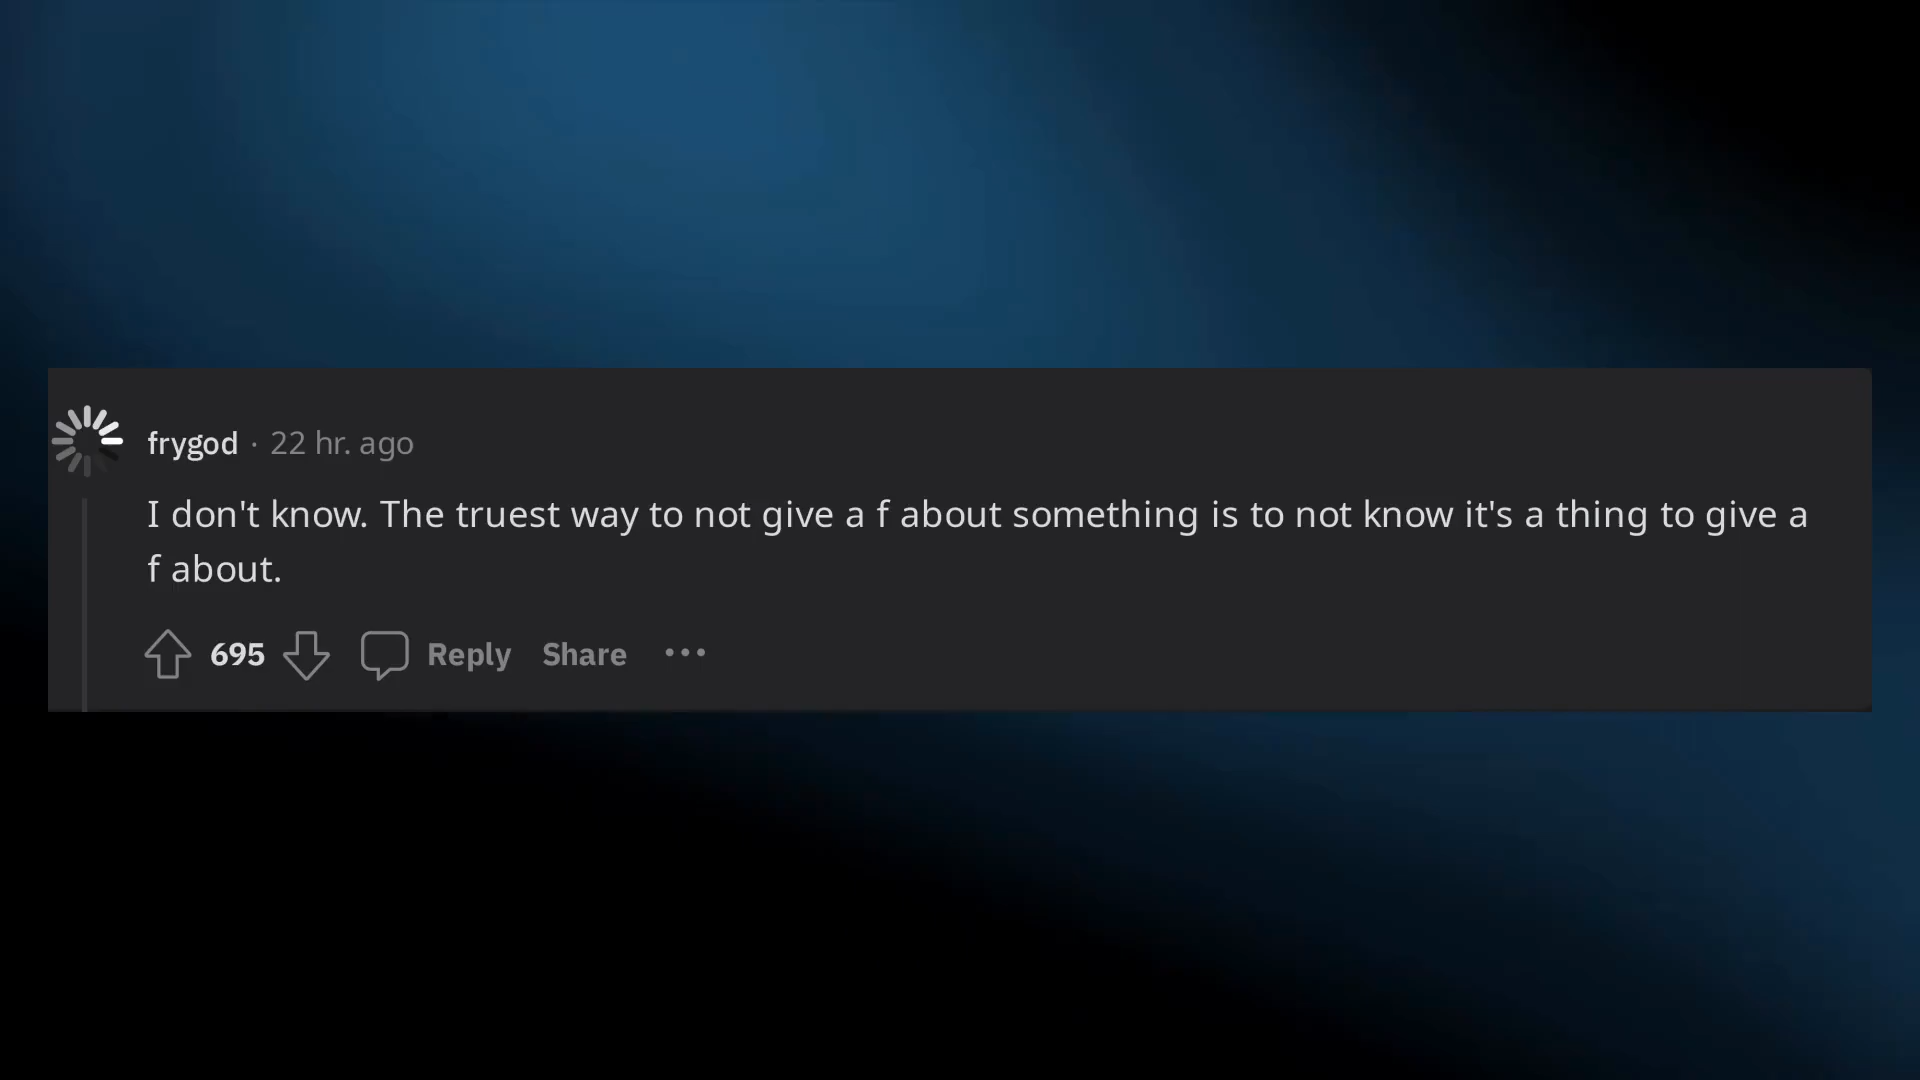 frygod · 22 hr. ago
I don't know. The truest way to not give a f about something is to not know it's a thing to give a
f about.
695 Reply Share ···